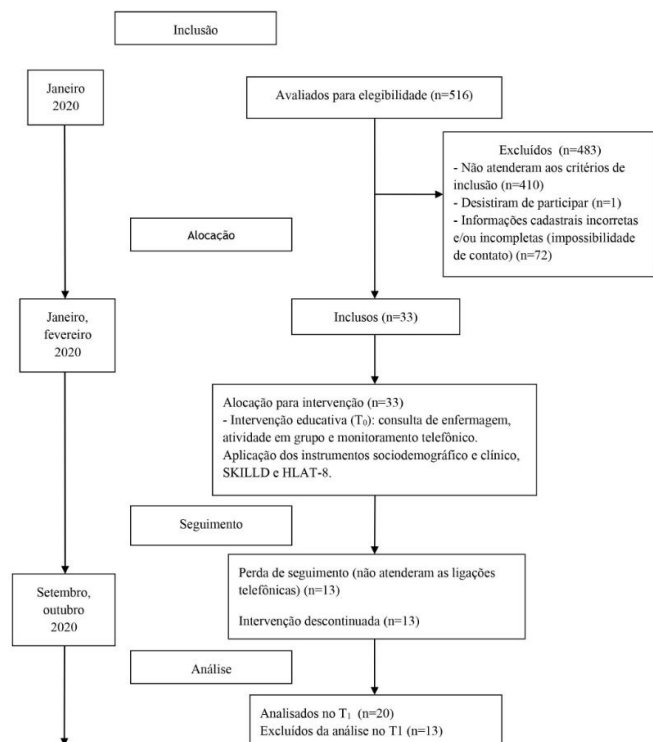 Inclusão
Janeiro
2020
Avaliados para elegibilidade (n=516)
Excluídos (n=483)
- Não atenderam aos critérios de
inclusão (n=410)
- Desistiram de participar (n=1)
- Informações cadastrais incorretas
e/ou incompletas (impossibilidade
de contato) (n=72)
Alocação
Janeiro,
fevereiro
2020
Inclusos (n=33)
Alocação para intervenção (n=33)
- Intervenção educativa (T₀): consulta de enfermagem,
atividade em grupo e monitoramento telefônico.
Aplicação dos instrumentos sociodemográfico e clínico,
SKILLD e HLAT-8.
Seguimento
Perda de seguimento (não atenderam as ligações
telefônicas) (n=13)
Intervenção descontinuada (n=13)
Setembro,
outubro
2020
Análise
Analisados no T₁ (n=20)
Excluídos da análise no T1 (n=13)